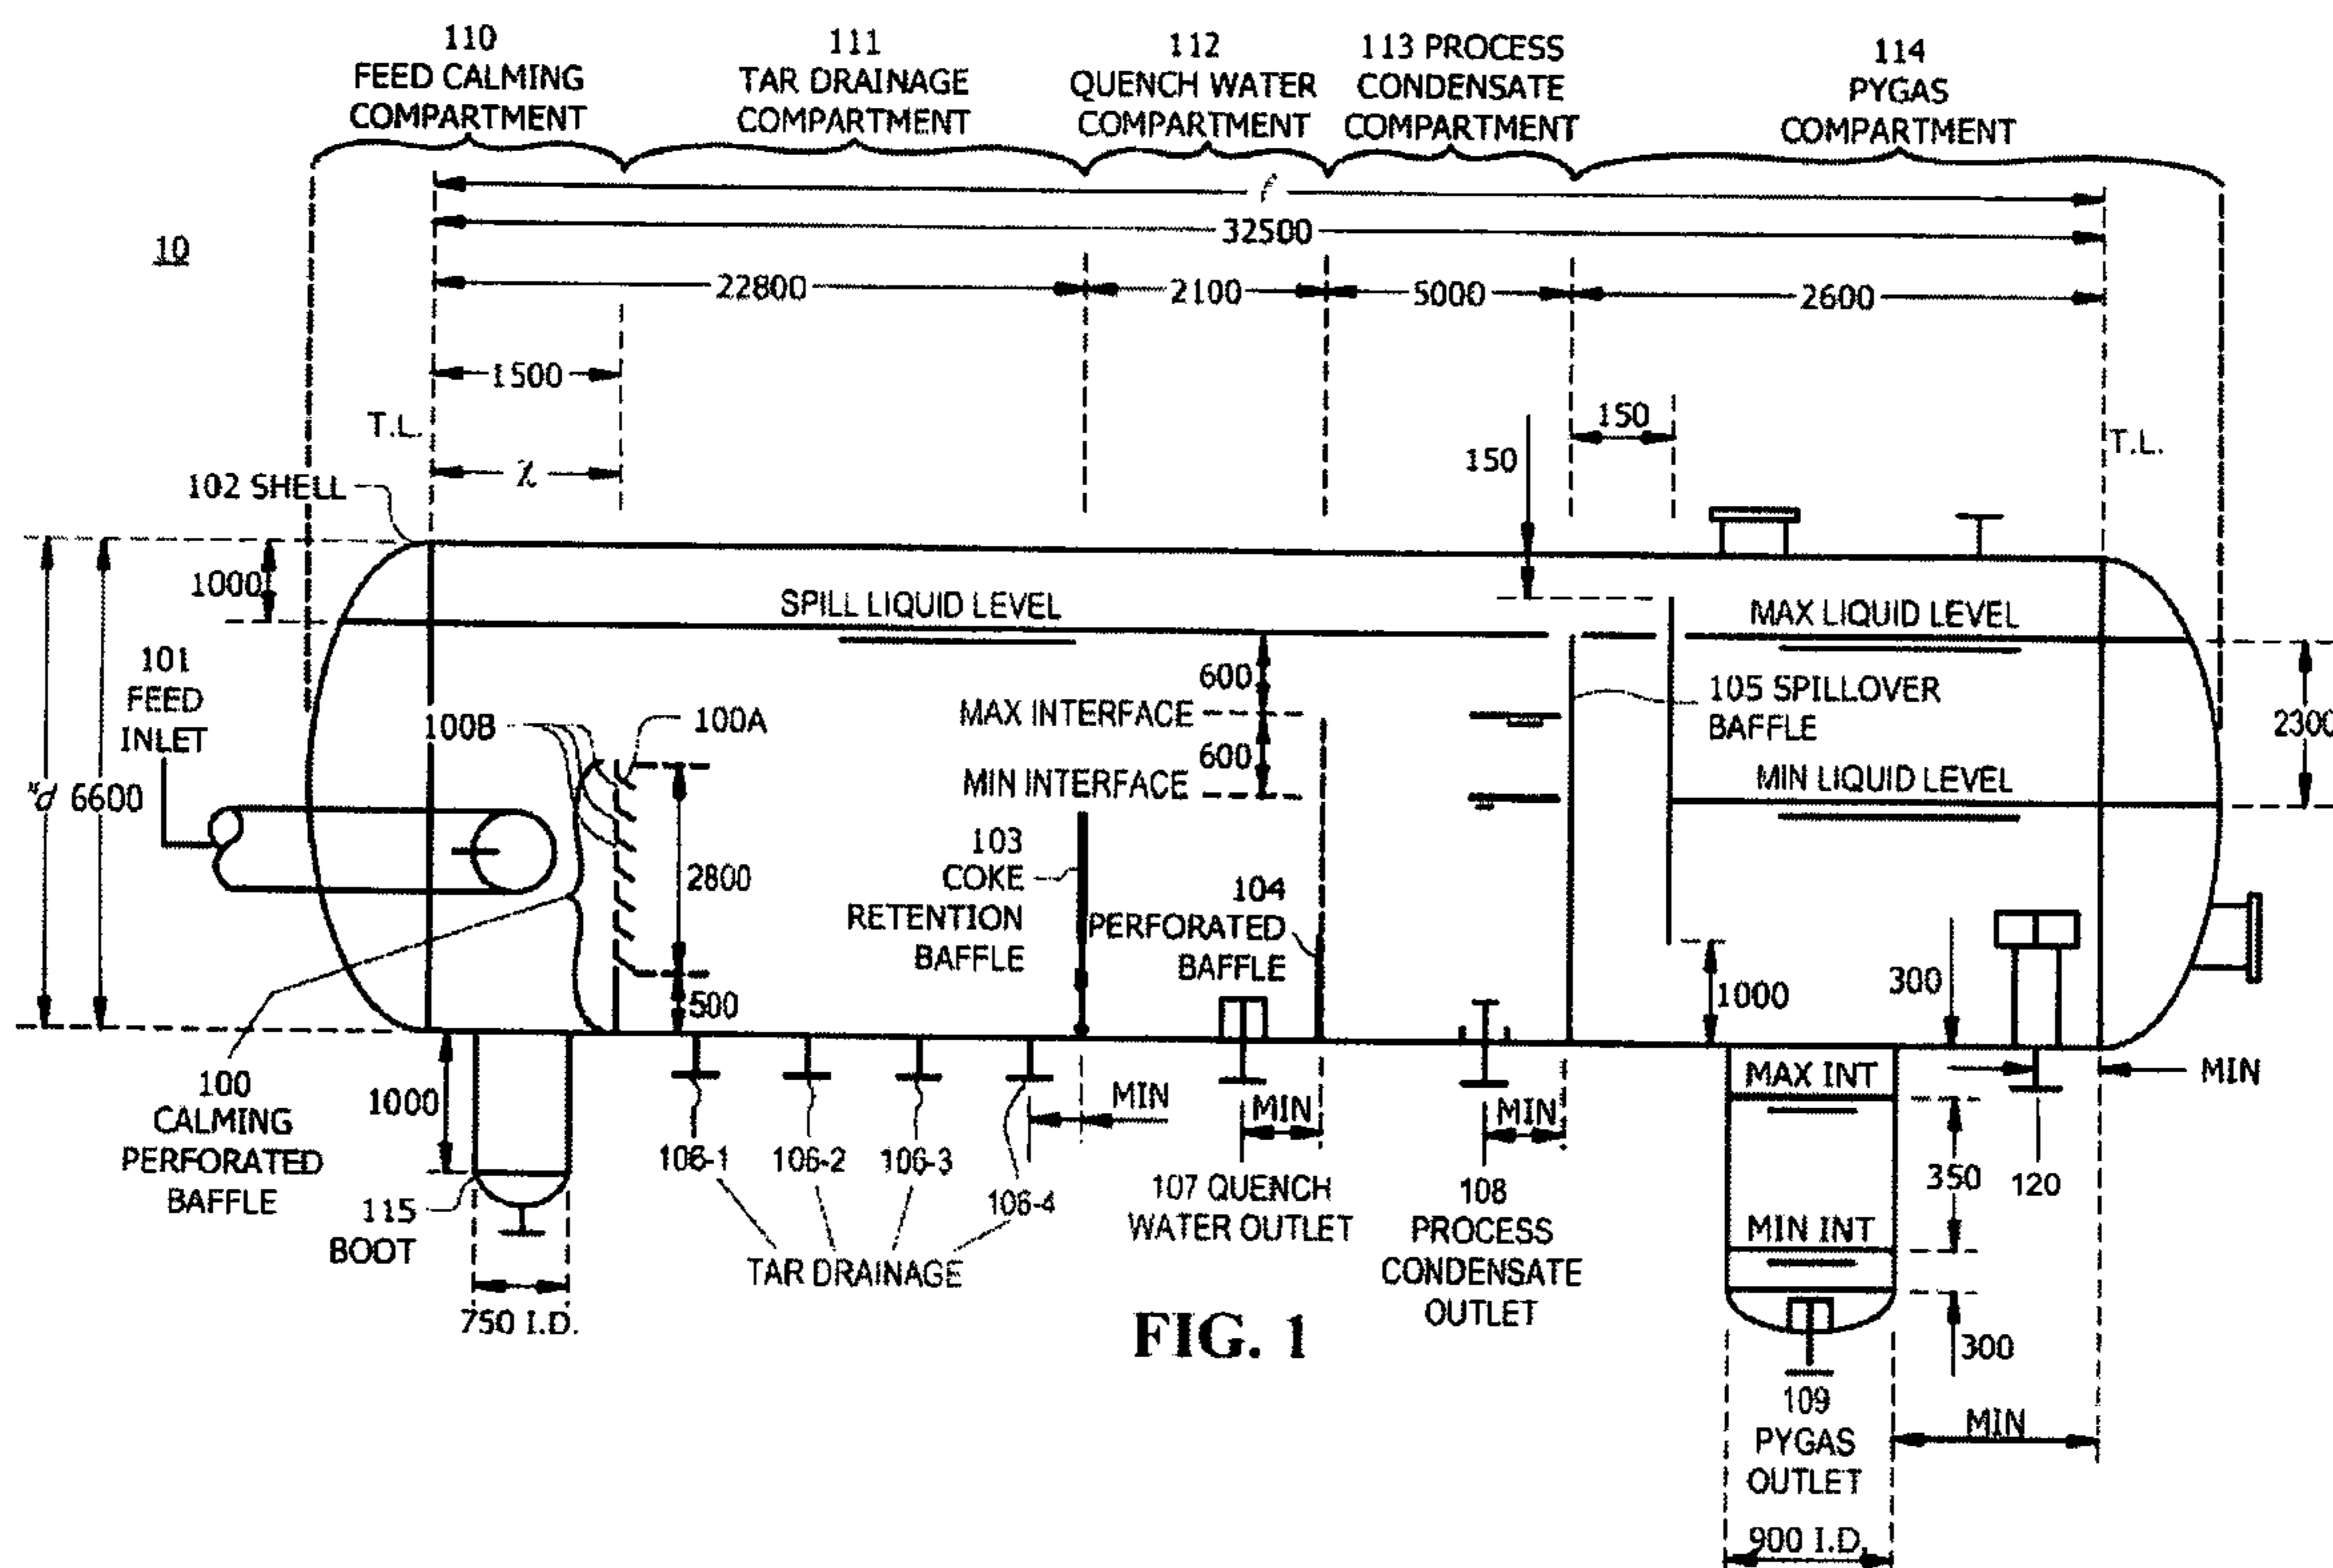 110
FEED CALMING
COMPARTMENT
111
TAR DRAINAGE
COMPARTMENT
112
QUENCH WATER
COMPARTMENT
113 PROCESS
CONDENSATE
COMPARTMENT
114
PYGAS
COMPARTMENT
10
32500
22800
2100
5000
2600
1500
T.L.
150
150
T.L.
102 SHELL
1000
SPILL LIQUID LEVEL
MAX LIQUID LEVEL
101
FEED
INLET
6600
100B
100A
600
MAX INTERFACE
600
MIN INTERFACE
105 SPILLOVER
BAFFLE
2300
MIN LIQUID LEVEL
2800
500
103
COKE
RETENTION
BAFFLE
104
PERFORATED
BAFFLE
1000
300
MIN
100
CALMING
PERFORATED
BAFFLE
1000
115
BOOT
750 I.D.
106-1
106-2
106-3
106-4
TAR DRAINAGE
MIN
MIN
107 QUENCH
WATER OUTLET
MIN
108
PROCESS
CONDENSATE
OUTLET
MAX INT
350
120
MIN INT
300
109
PYGAS
OUTLET
MIN
900 I.D.
FIG. 1